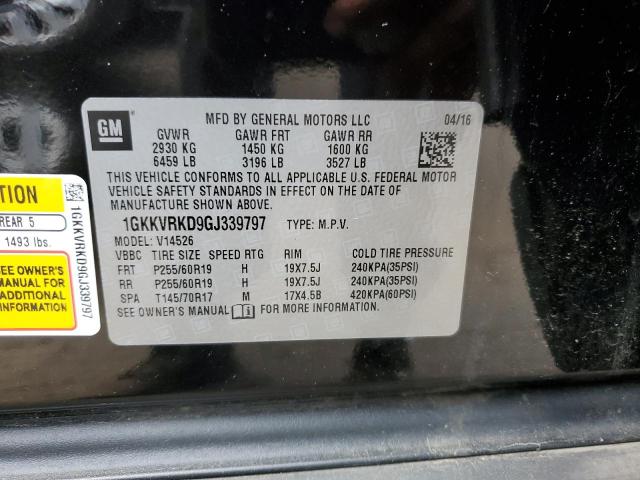 GM
MFD BY GENERAL MOTORS LLC 04/16
GVWR GAWR FRT GAWR RR
2930 KG 1450 KG 1600 KG
6459 LB 3196 LB 3527 LB
THIS VEHICLE CONFORMS TO ALL APPLICABLE U.S. FEDERAL MOTOR
VEHICLE SAFETY STANDARDS IN EFFECT ON THE DATE OF
MANUFACTURE SHOWN ABOVE.
1GKKVRKD9GJ339797 TYPE: M.P.V.
MODEL: V14526
VBBC TIRE SIZE SPEED RTG RIM COLD TIRE PRESSURE
FRT P255/60R19 H 19X7.5J 240KPA(35PSI)
RR P255/60R19 H 19X7.5J 240KPA(35PSI)
SPA T145/70R17 M 17X4.5B 420KPA(60PSI)
SEE OWNER'S MANUAL FOR MORE INFORMATION.
REAR 5
1493 lbs.
SEE OWNER'S
MANUAL FOR
ADDITIONAL
1GKKVRKD9GJ339797